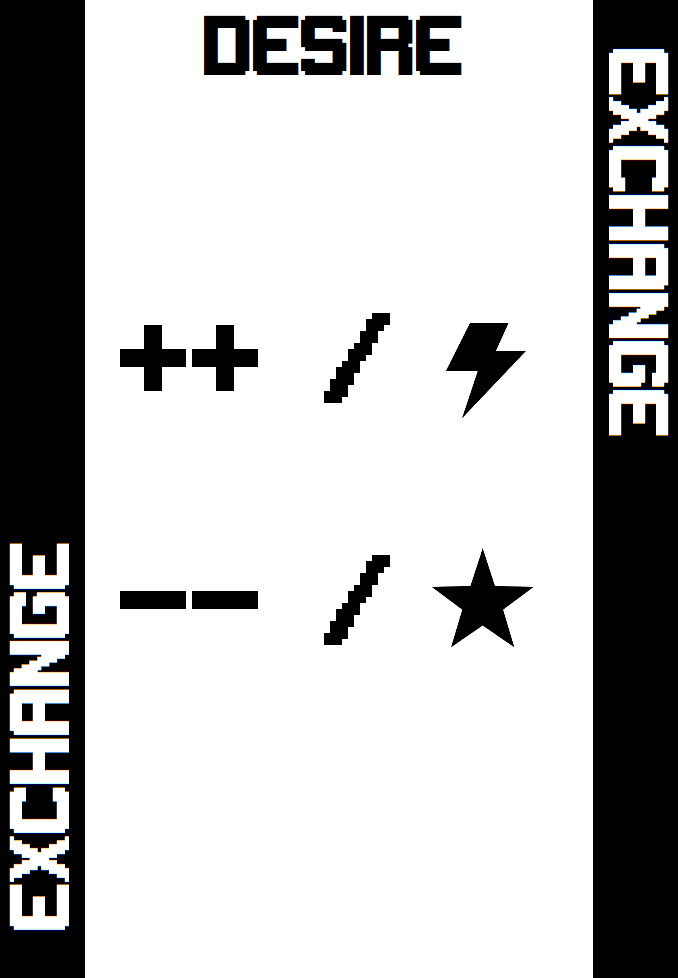 DESIRE
EXCHANGE
++ / ⚡
-- / ★
EXCHANGE